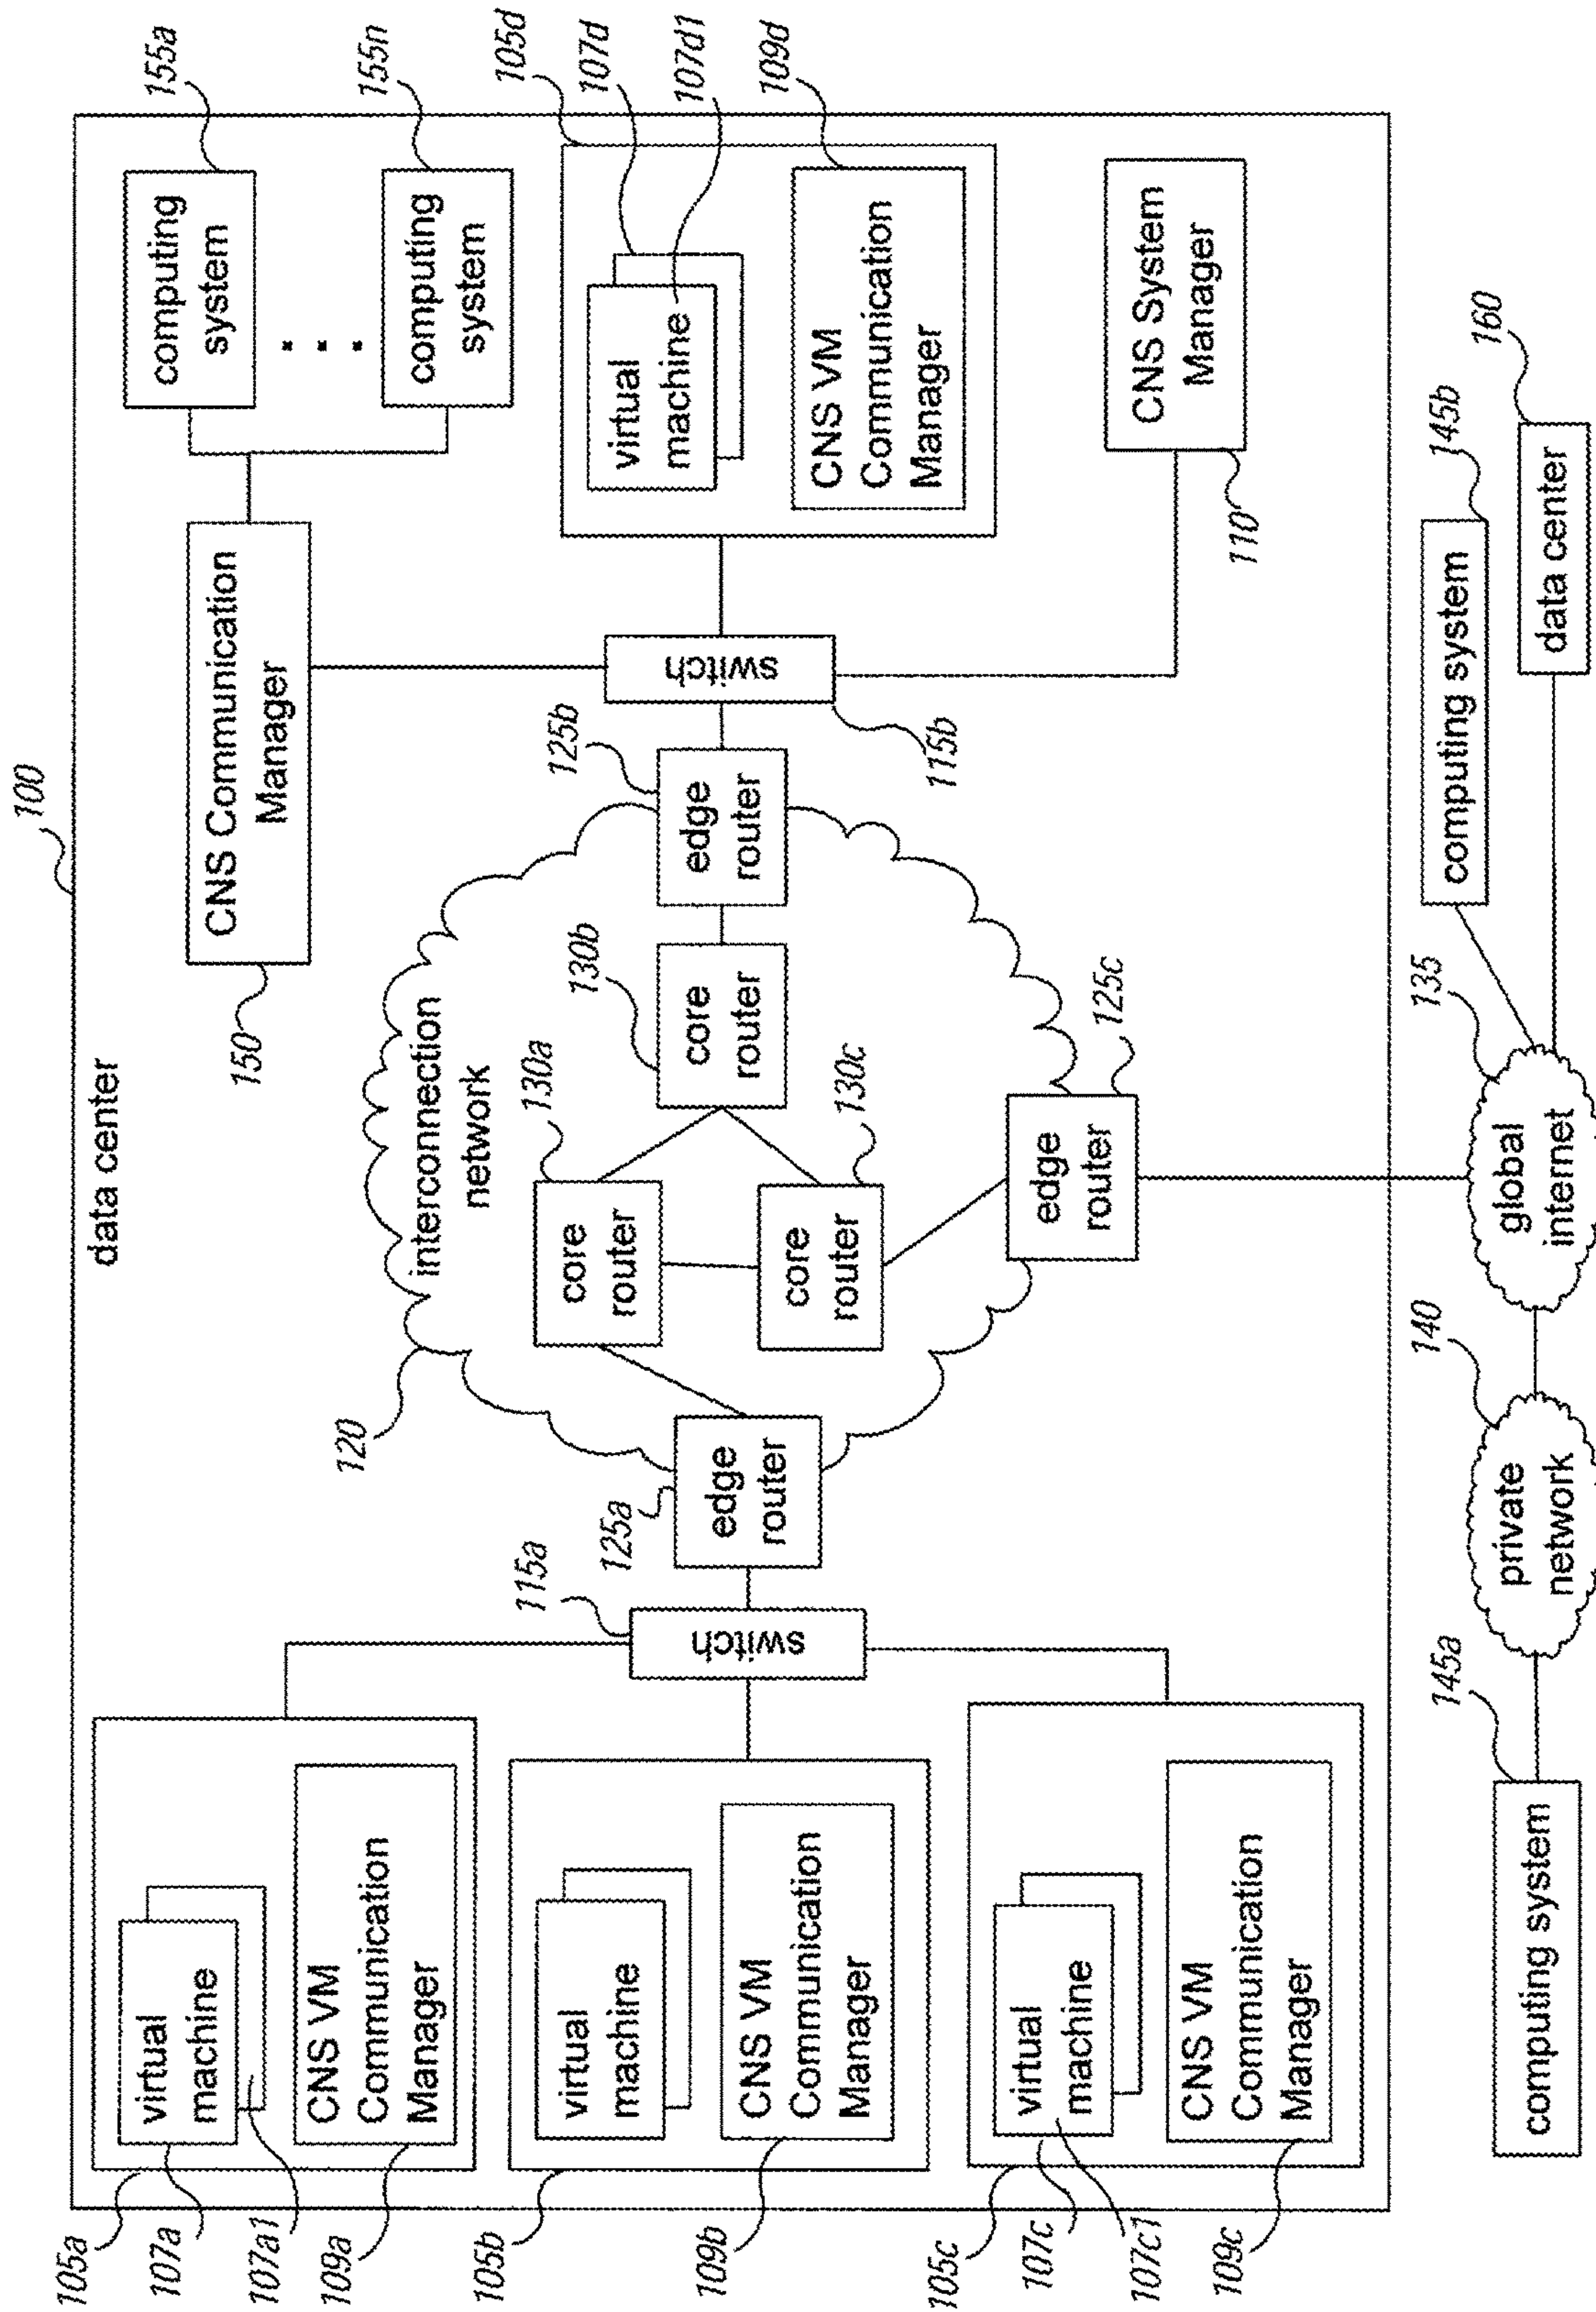 100
data center
105a
107a
107a1
109a
virtual
machine
CNS VM
Communication
Manager
105b
109b
virtual
machine
CNS VM
Communication
Manager
105c
107c
107c1
109c
virtual
machine
CNS VM
Communication
Manager
115a
switch
125a
edge
router
120
interconnection
network
130a
core
router
130b
core
router
130c
core
router
125b
edge
router
125c
edge
router
115b
switch
150
CNS Communication
Manager
155a
computing
system
155n
computing
system
105d
107d
107d1
109d
virtual
machine
CNS VM
Communication
Manager
110
CNS System
Manager
145a
computing system
140
private
network
135
global
internet
145b
computing system
160
data center